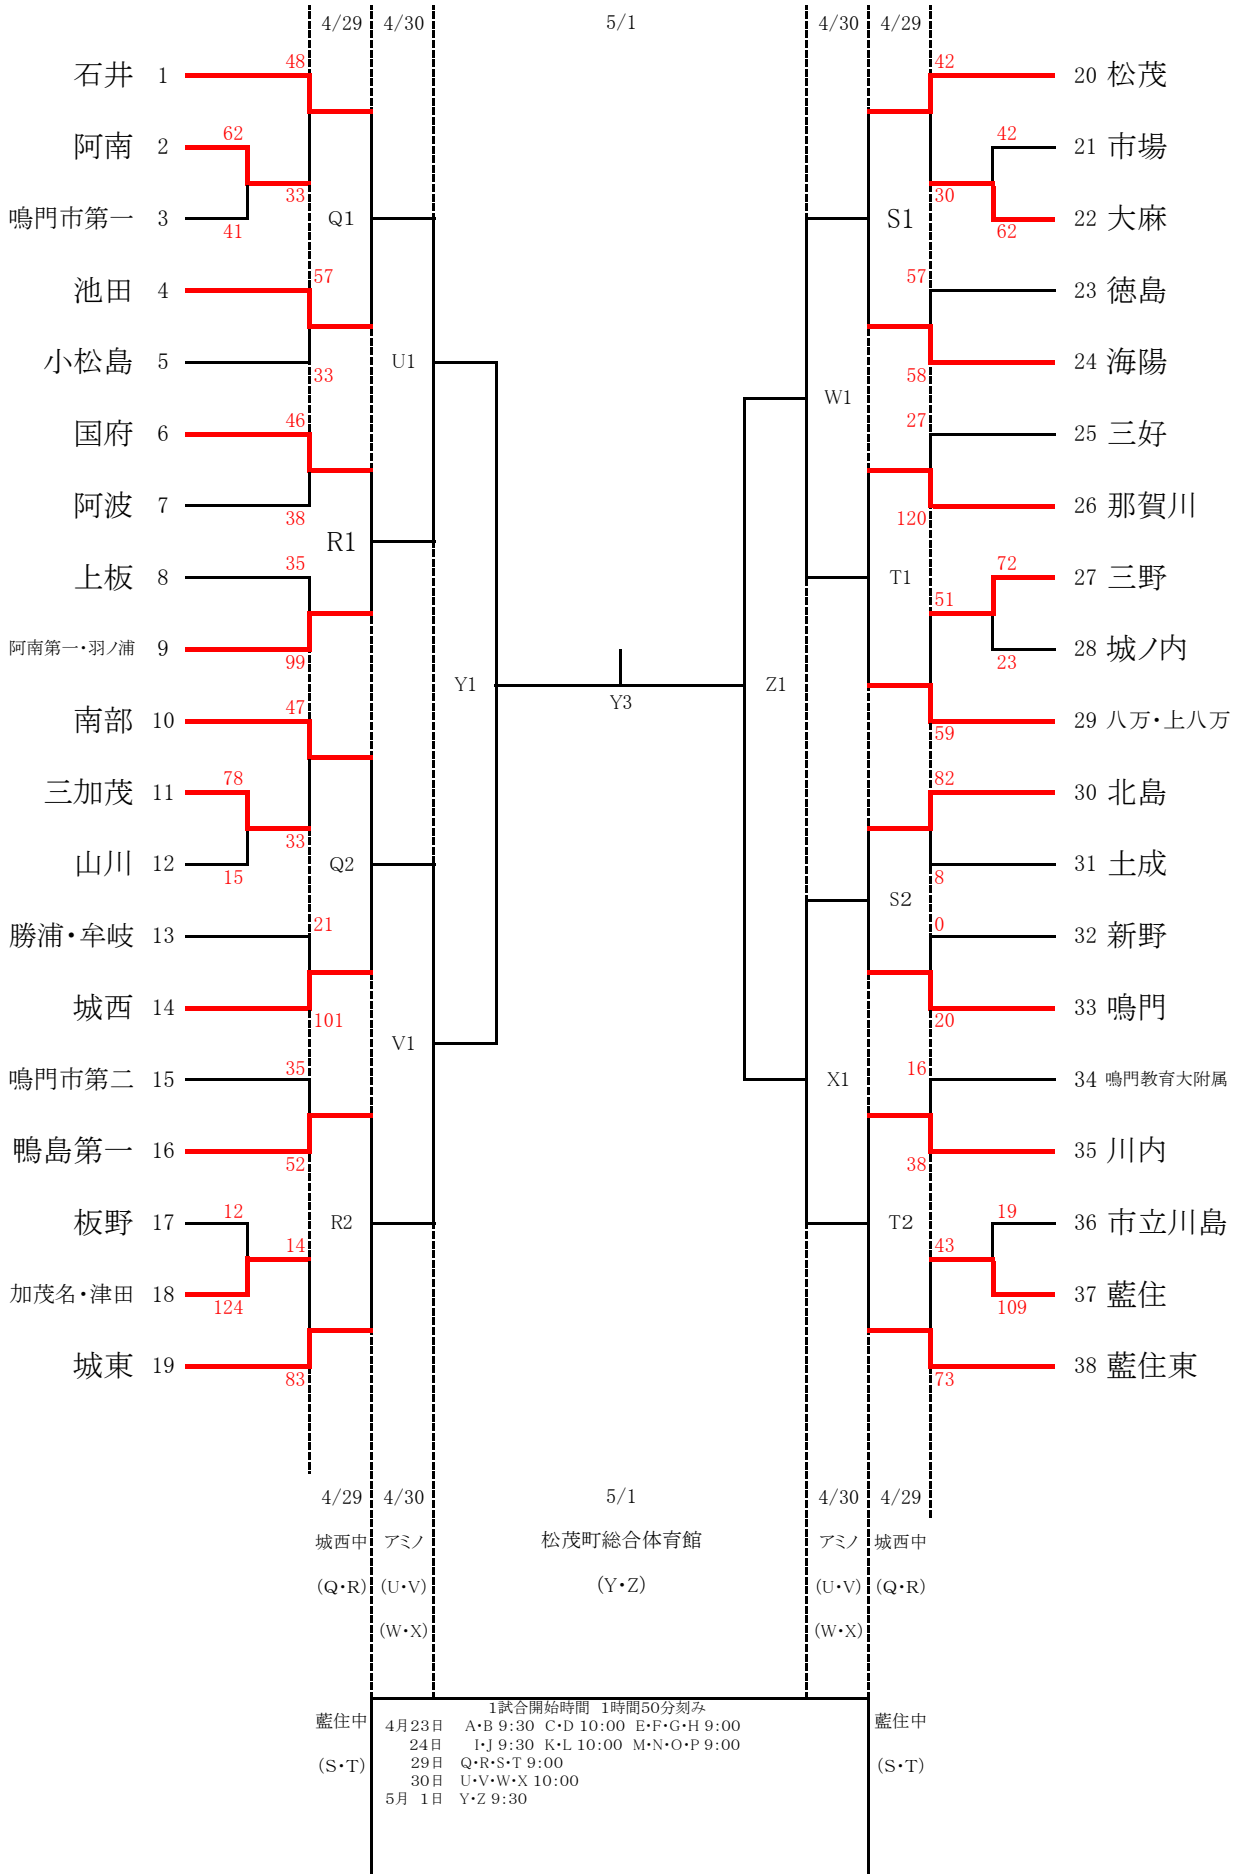 4/29 4/30 5/1 4/30 4/29
石井 1 48 42 20 松茂
阿南 2 62 42 21 市場
33 30
鳴門市第一 3 41 Q1 S1 62 22 大麻
池田 4 57 57 23 徳島
小松島 5 33 U1 58 24 海陽
W1
国府 6 46 27 25 三好
阿波 7 38 120 26 那賀川
R1
上板 8 35 T1 72 27 三野
51
阿南第一・羽ノ浦 9 99 23 28 城ノ内
Y1 Y3 Z1
南部 10 47 59 29 八万・上八万
三加茂 11 78 82 30 北島
33
山川 12 15 Q2 8 31 土成
S2
勝浦・牟岐 13 21 0 32 新野
城西 14 101 20 33 鳴門
V1
鳴門市第二 15 35 X1 16 34 鳴門教育大附属
鴨島第一 16 52 38 35 川内
板野 17 12 R2 T2 19 36 市立川島
14 43
加茂名・津田 18 124 109 37 藍住
城東 19 83 73 38 藍住東
4/29 4/30 5/1 4/30 4/29
城西中 アミノ 松茂町総合体育館 アミノ 城西中
(Q・R) (U・V) (Y・Z) (U・V) (Q・R)
(W・X) (W・X)
1試合開始時間 1時間50分刻み
藍住中 4月23日 A・B 9:30 C・D 10:00 E・F・G・H 9:00 藍住中
24日 I・J 9:30 K・L 10:00 M・N・O・P 9:00
(S・T) 29日 Q・R・S・T 9:00 (S・T)
30日 U・V・W・X 10:00
5月 1日 Y・Z 9:30